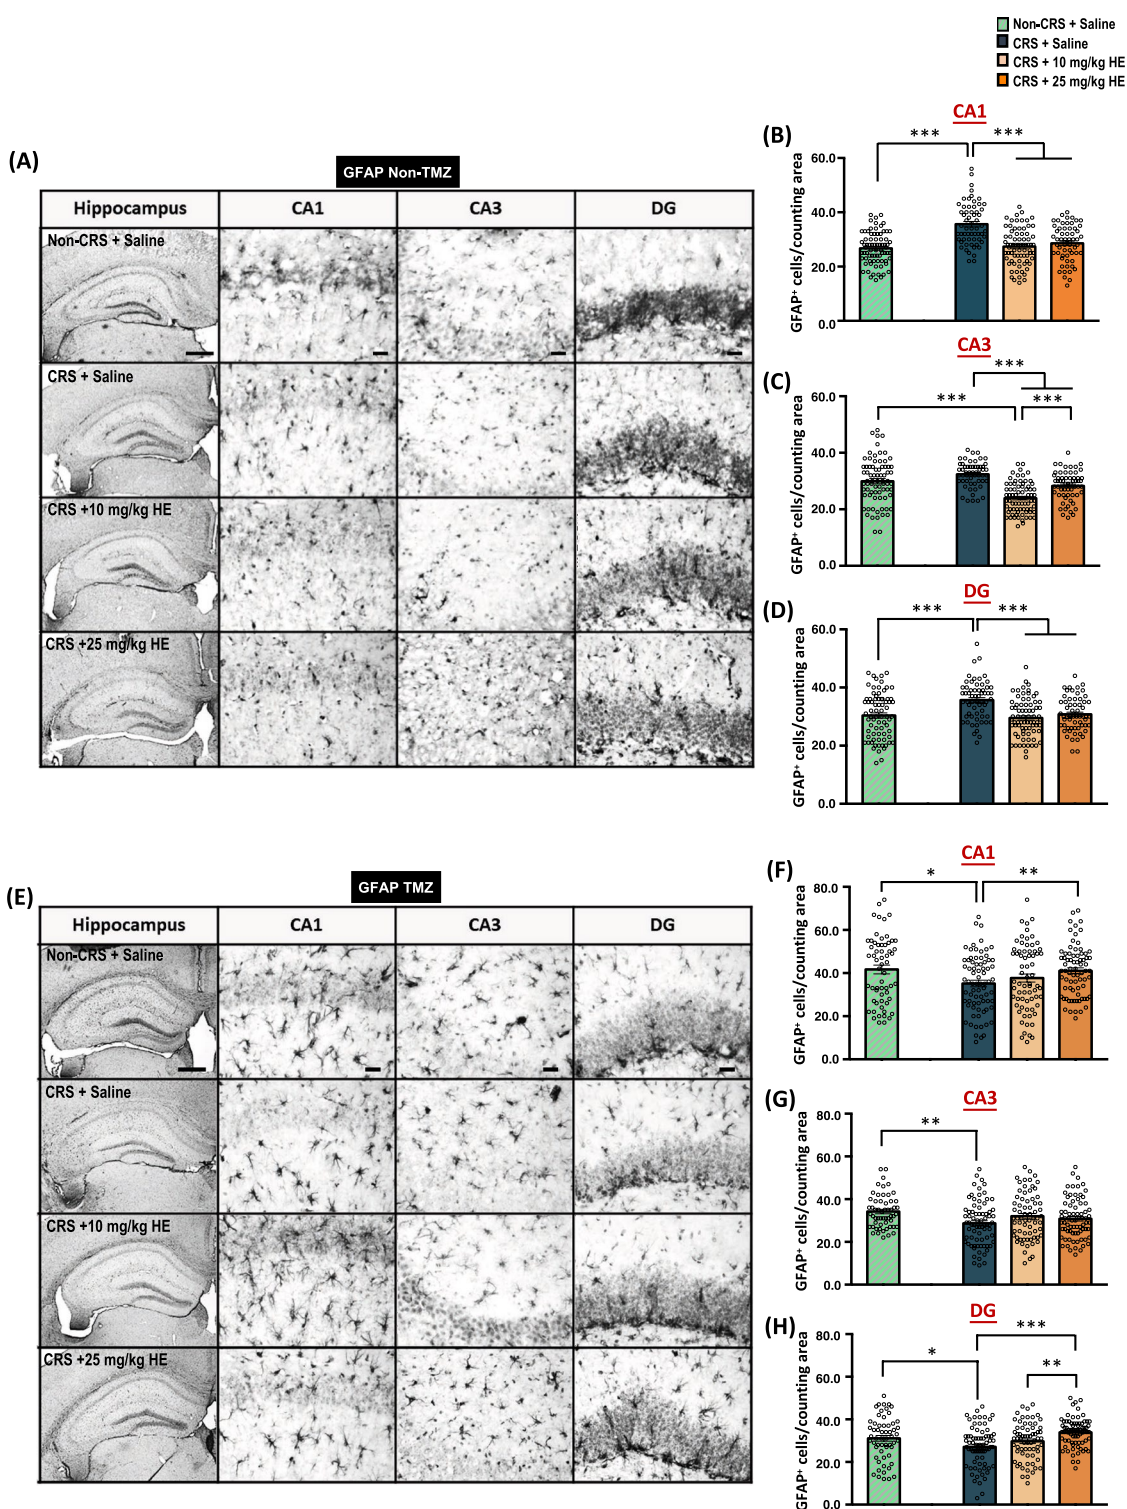 Non-CRS + Saline
CRS + Saline
CRS + 10 mg/kg HE
CRS + 25 mg/kg HE
(A)
GFAP Non-TMZ
Hippocampus CA1 CA3 DG
Non-CRS + Saline
CRS + Saline
CRS +10 mg/kg HE
CRS +25 mg/kg HE
(B)
CA1
*** ***
GFAP+ cells/counting area
60.0
40.0
20.0
0.0
(C)
CA3
***
*** ***
GFAP+ cells/counting area
60.0
40.0
20.0
0.0
(D)
DG
*** ***
GFAP+ cells/counting area
60.0
40.0
20.0
0.0
(E)
GFAP TMZ
Hippocampus CA1 CA3 DG
Non-CRS + Saline
CRS + Saline
CRS +10 mg/kg HE
CRS +25 mg/kg HE
(F)
CA1
* **
GFAP+ cells/counting area
80.0
60.0
40.0
20.0
0.0
(G)
CA3
**
GFAP+ cells/counting area
80.0
60.0
40.0
20.0
0.0
(H)
DG
***
* **
GFAP+ cells/counting area
80.0
60.0
40.0
20.0
0.0